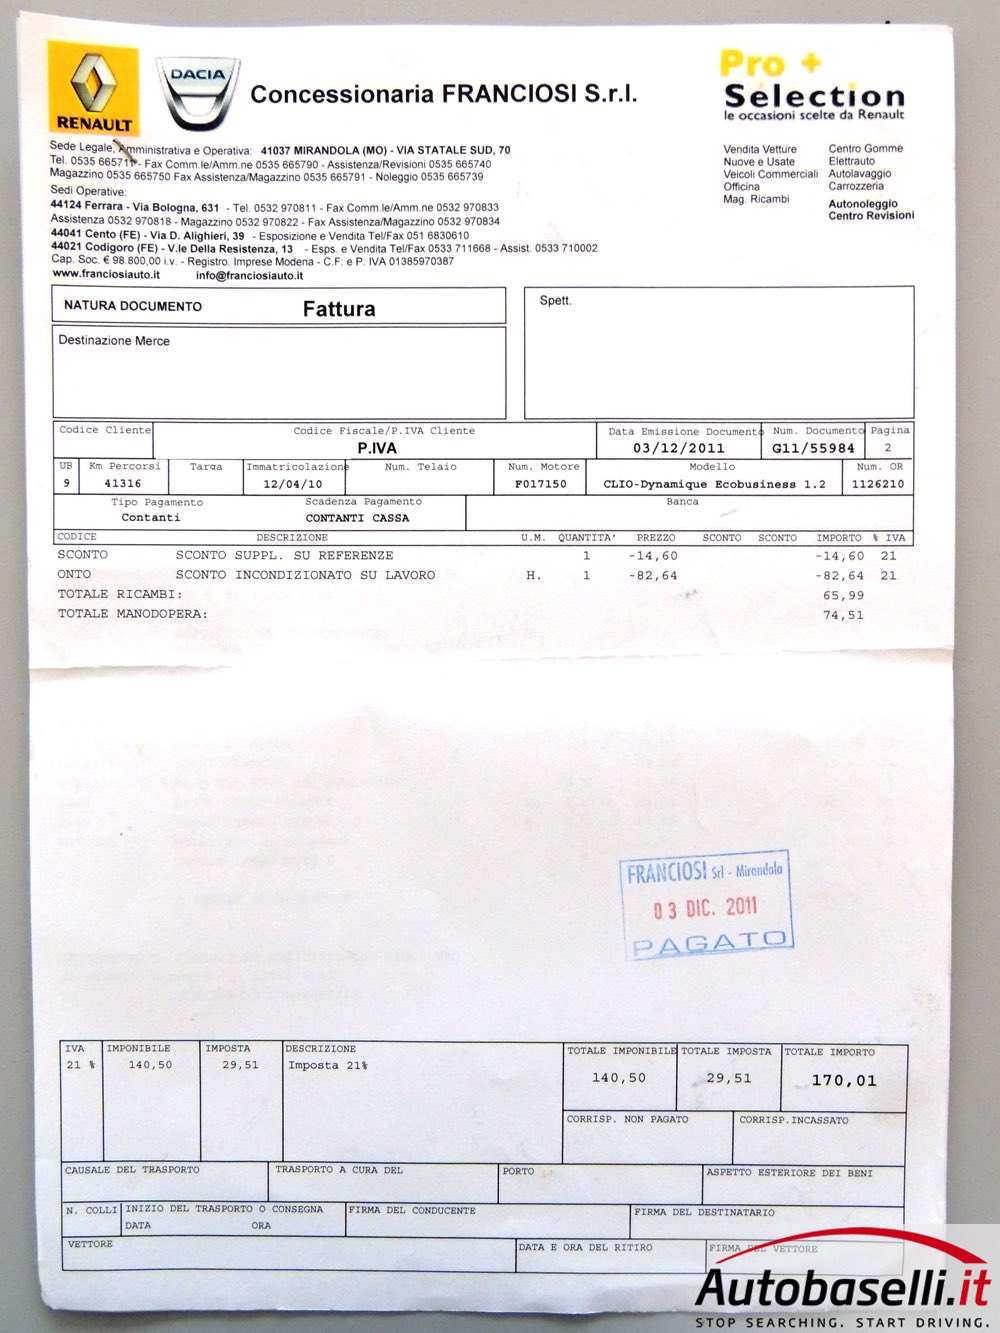 RENAULT
DACIA
Concessionaria FRANCIOSI S.r.l.
Pro +
Selection
le occasioni scelte da Renault
Sede Legale, Amministrativa e Operativa: 41037 MIRANDOLA (MO) - VIA STATALE SUD, 70
Tel. 0535 665711 - Fax Comm.le/Amm.ne 0535 665790 - Assistenza/Revisioni 0535 665740
Magazzino 0535 665750 Fax Assistenza/Magazzino 0535 665791 - Noleggio 0535 665739
Sedi Operative:
44124 Ferrara - Via Bologna, 631 - Tel. 0532 970811 - Fax Comm.le/Amm.ne 0532 970833
Assistenza 0532 970818 - Magazzino 0532 970822 - Fax Assistenza/Magazzino 0532 970834
44041 Cento (FE) - Via D. Alighieri, 39 - Esposizione e Vendita Tel/Fax 051 6830610
44021 Codigoro (FE) - V.le Della Resistenza, 13 - Esps. e Vendita Tel/Fax 0533 711668 - Assist. 0533 710002
Cap. Soc. € 98.800,00 i.v. - Registro. Imprese Modena - C.F: e P. IVA 01385970387
www.franciosiauto.it info@franciosiauto.it
Vendita Vetture Centro Gomme
Nuove e Usate Elettrauto
Veicoli Commerciali Autolavaggio
Officina Carrozzeria
Mag. Ricambi Autonoleggio
Centro Revisioni
NATURA DOCUMENTO Fattura
Spett.
Destinazione Merce
Codice Cliente Codice Fiscale/P.IVA Cliente Data Emissione Documento Num. Documento Pagina
P.IVA 03/12/2011 G11/55984 2
UB Km Percorsi Targa Immatricolazione Num. Telaio Num. Motore Modello Num. OR
9 41316 12/04/10 F017150 CLIO-Dynamique Ecobusiness 1.2 1126210
Tipo Pagamento Scadenza Pagamento Banca
Contanti CONTANTI CASSA
CODICE DESCRIZIONE U.M. QUANTITA' PREZZO SCONTO SCONTO IMPORTO % IVA
SCONTO SCONTO SUPPL. SU REFERENZE 1 -14,60 -14,60 21
ONTO SCONTO INCONDIZIONATO SU LAVORO H. 1 -82,64 -82,64 21
TOTALE RICAMBI: 65,99
TOTALE MANODOPERA: 74,51
FRANCIOSI Srl - Mirandola
03 DIC. 2011
PAGATO
IVA IMPONIBILE IMPOSTA DESCRIZIONE TOTALE IMPONIBILE TOTALE IMPOSTA TOTALE IMPORTO
21 % 140,50 29,51 Imposta 21% 140,50 29,51 170,01
CORRISP. NON PAGATO CORRISP.INCASSATO
CAUSALE DEL TRASPORTO TRASPORTO A CURA DEL PORTO ASPETTO ESTERIORE DEI BENI
N. COLLI INIZIO DEL TRASPORTO O CONSEGNA FIRMA DEL CONDUCENTE FIRMA DEL DESTINATARIO
DATA ORA
VETTORE DATA E ORA DEL RITIRO FIRMA DEL VETTORE
Autobaselli.it
STOP SEARCHING. START DRIVING.